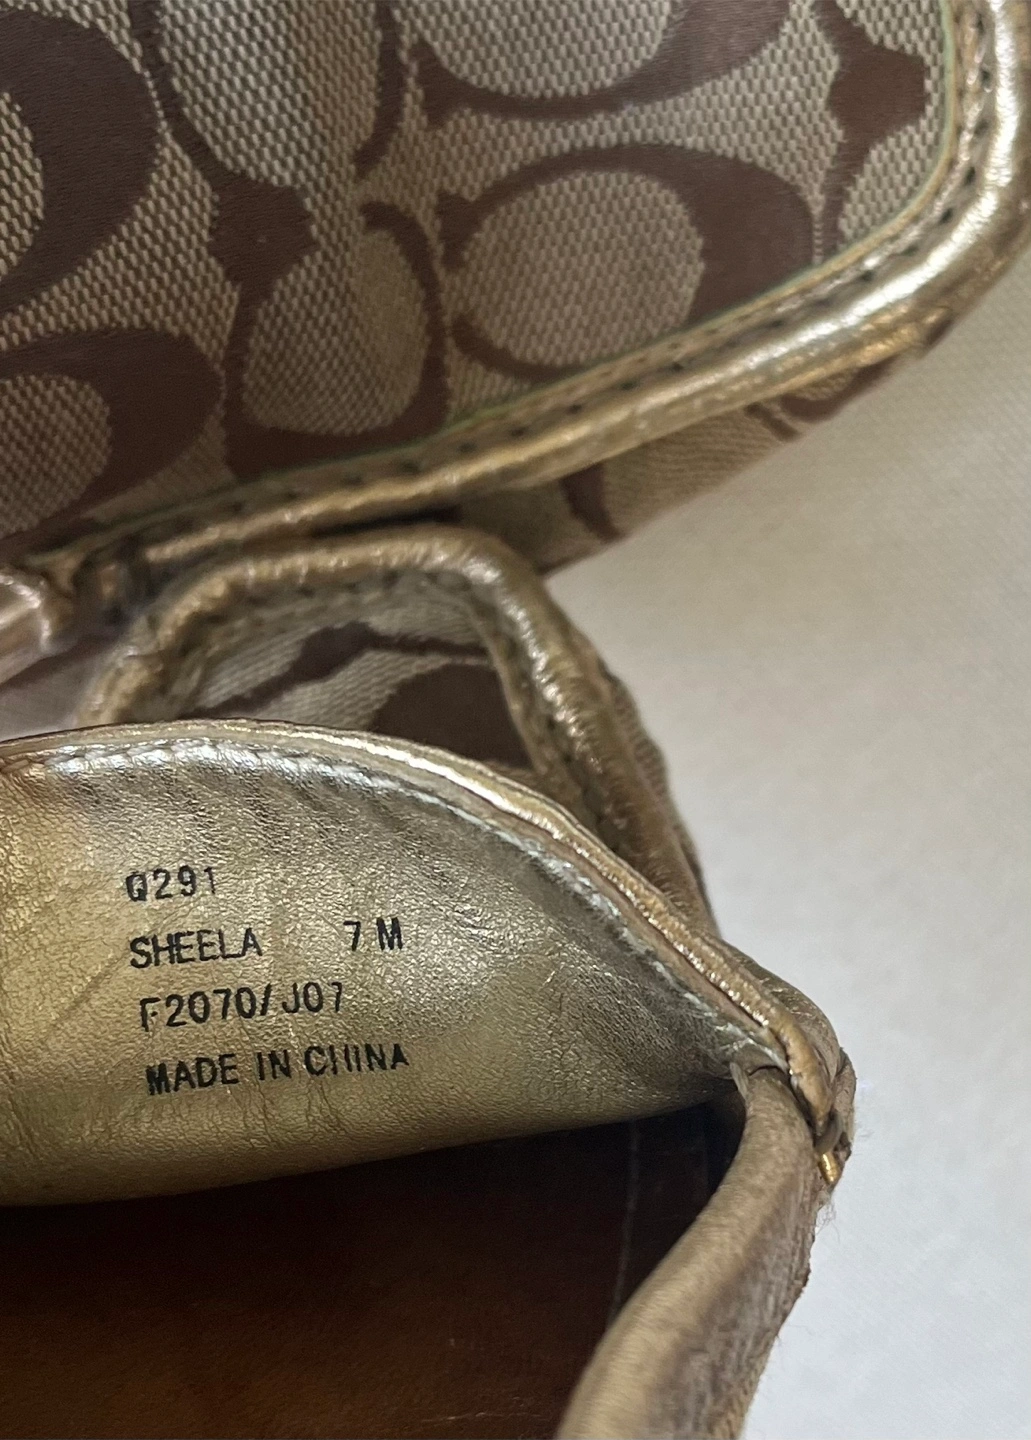 Q291
SHEELA 7 M
F2070/J07
MADE IN CHINA